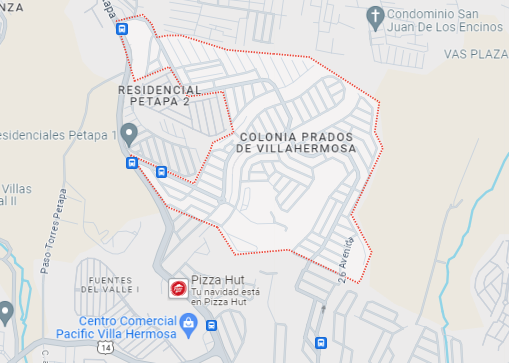 ANZA
etapa
Condominio San
Juan De Los Encinos
VAS PLAZA
RESIDENCIAL
PETAPA 2
esidenciales Petapa 1
COLONIA PRADOS
DE VILLAHERMOSA
Villas
al II
Paso-Torres Petapa
26 Avenida
FUENTES
DEL VALLE I
Pizza Hut
Tu navidad está
en Pizza Hut
Centro Comercial
Pacific Villa Hermosa
14